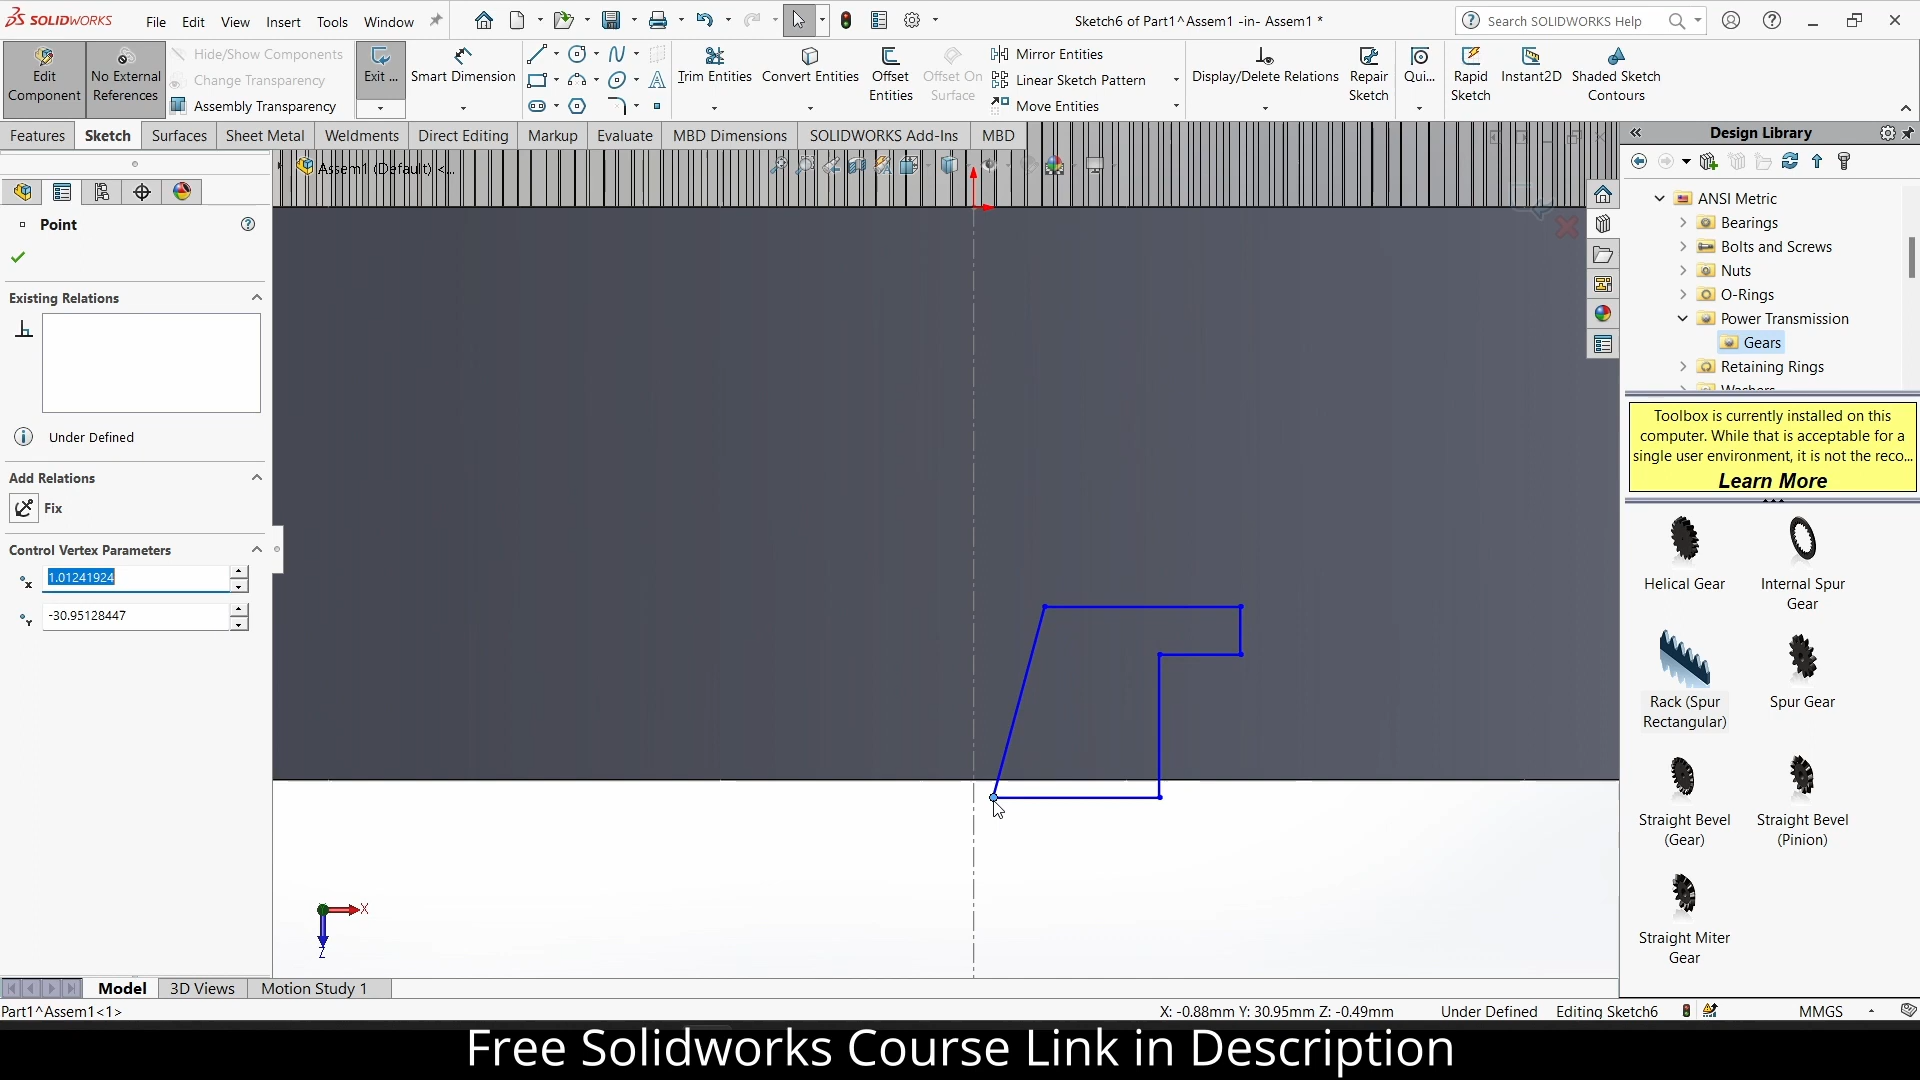 SOLIDWORKS
File Edit View Insert Tools Window
Sketch6 of Part1^Assem1 -in- Assem1 *
Search SOLIDWORKS Help
Edit Component
No External References
Hide/Show Components
Change Transparency
Assembly Transparency
Exit ...
Smart Dimension
Trim Entities
Convert Entities
Offset Entities
Offset On Surface
Mirror Entities
Linear Sketch Pattern
Move Entities
Display/Delete Relations
Repair Sketch
Qui...
Rapid Sketch
Instant2D
Shaded Sketch Contours
Features Sketch Surfaces Sheet Metal Weldments Direct Editing Markup Evaluate MBD Dimensions SOLIDWORKS Add-Ins MBD
Assem1 (Default) <...
Point
Existing Relations
Under Defined
Add Relations
Fix
Control Vertex Parameters
1.01241924
-30.95128447
X
Z
Design Library
ANSI Metric
Bearings
Bolts and Screws
Nuts
O-Rings
Power Transmission
Gears
Retaining Rings
Washers
Toolbox is currently installed on this
computer. While that is acceptable for a
single user environment, it is not the reco...
Learn More
Helical Gear
Internal Spur Gear
Rack (Spur Rectangular)
Spur Gear
Straight Bevel (Gear)
Straight Bevel (Pinion)
Straight Miter Gear
Model 3D Views Motion Study 1
Part1^Assem1<1>
X: -0.88mm Y: 30.95mm Z: -0.49mm Under Defined Editing Sketch6 MMGS
Free Solidworks Course Link in Description